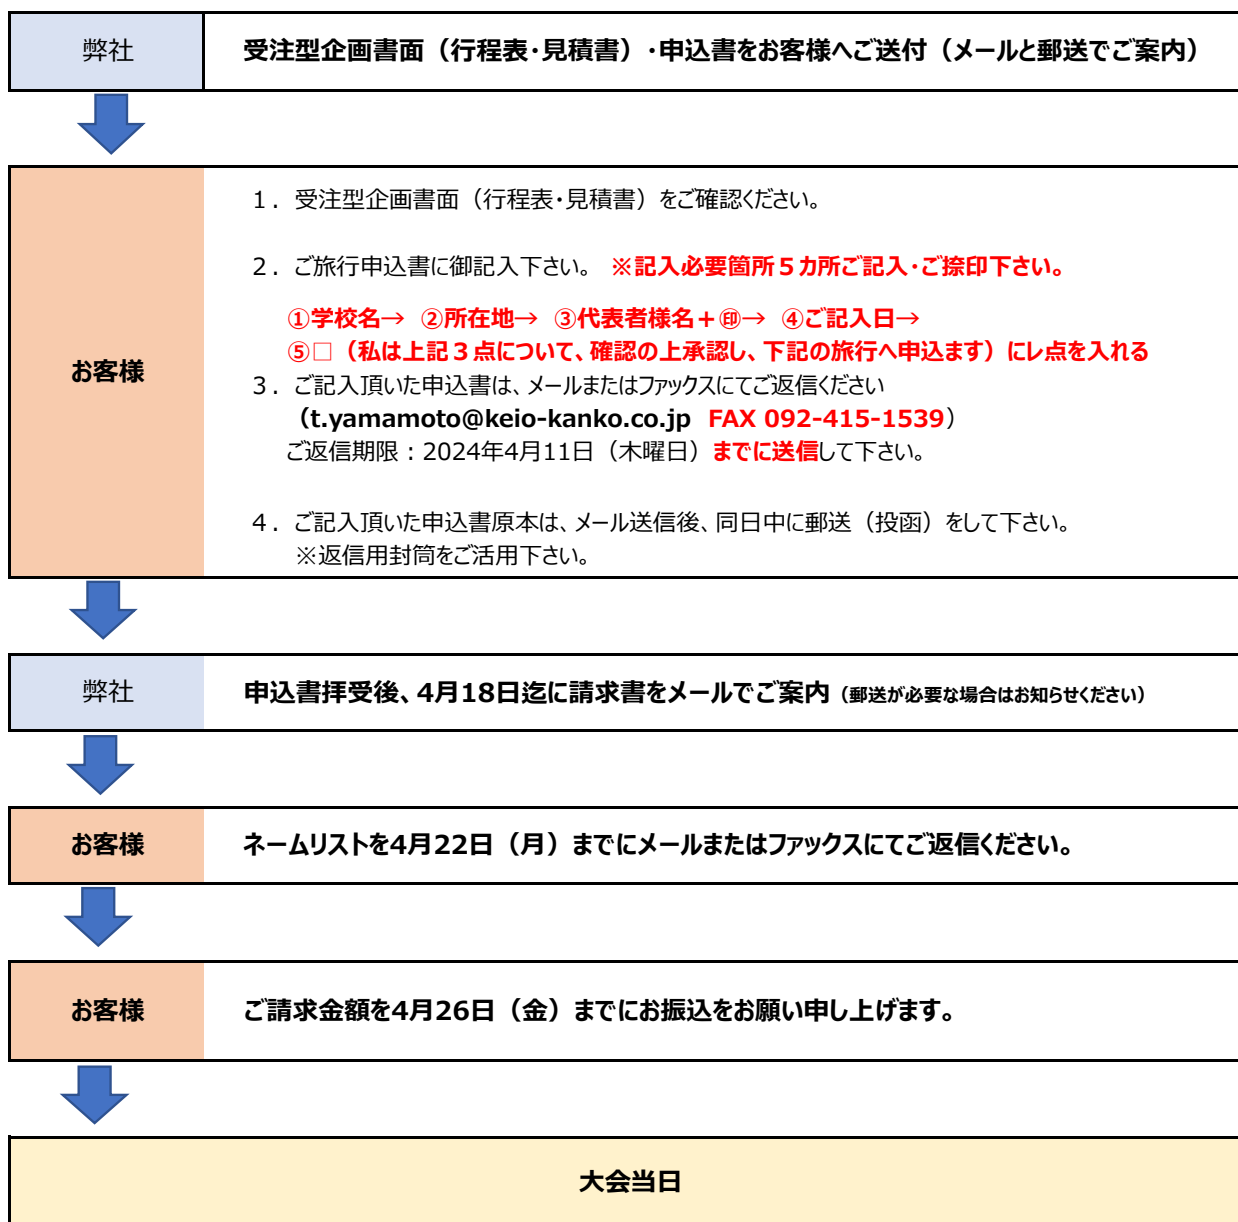 弊社
受注型企画書面（行程表・見積書）・申込書をお客様へご送付（メールと郵送でご案内）
お客様
１．受注型企画書面（行程表・見積書）をご確認ください。
２．ご旅行申込書に御記入下さい。 ※記入必要箇所５カ所ご記入・ご捺印下さい。
①学校名→ ②所在地→ ③代表者様名＋㊞→ ④ご記入日→
⑤□（私は上記３点について、確認の上承認し、下記の旅行へ申込ます）にレ点を入れる
３．ご記入頂いた申込書は、メールまたはファックスにてご返信ください
（t.yamamoto@keio-kanko.co.jp FAX 092-415-1539）
ご返信期限：2024年4月11日（木曜日）までに送信して下さい。
４．ご記入頂いた申込書原本は、メール送信後、同日中に郵送（投函）をして下さい。
※返信用封筒をご活用下さい。
弊社
申込書拝受後、4月18日迄に請求書をメールでご案内（郵送が必要な場合はお知らせください）
お客様
ネームリストを4月22日（月）までにメールまたはファックスにてご返信ください。
お客様
ご請求金額を4月26日（金）までにお振込をお願い申し上げます。
大会当日